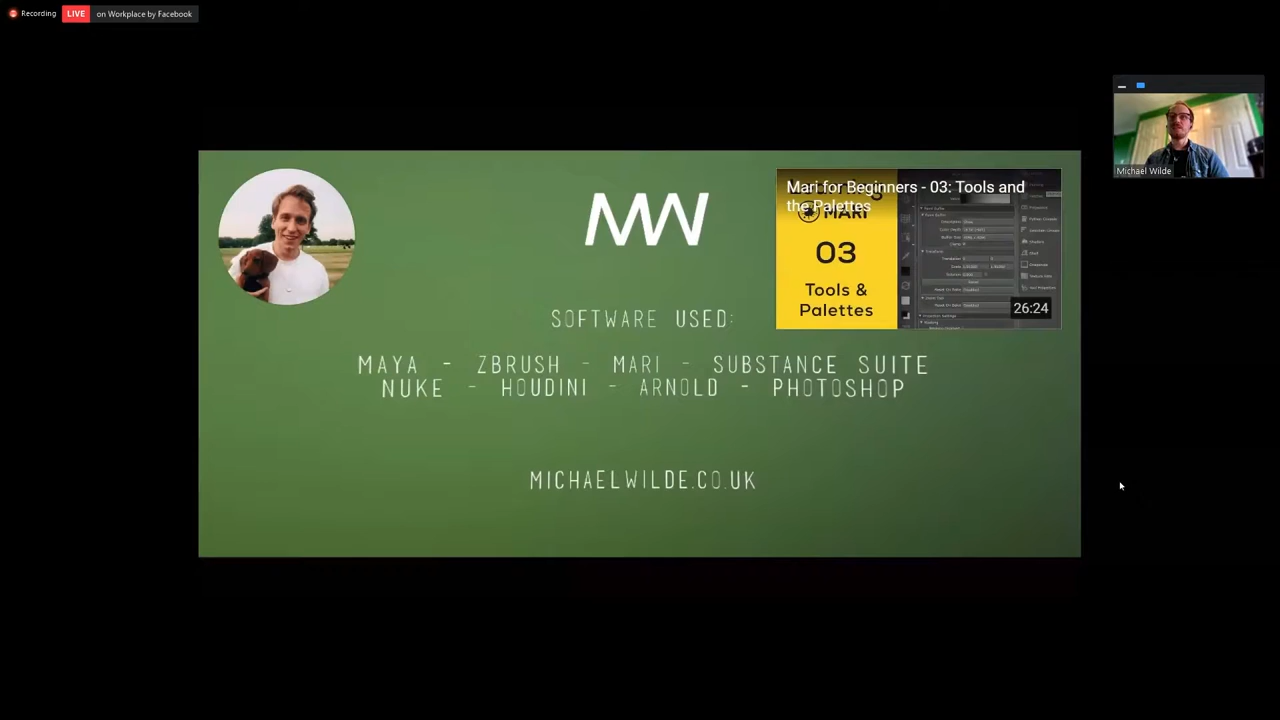 Recording
LIVE
on Workplace by Facebook
Michael Wilde
MW
Mari for Beginners - 03: Tools and
the Palettes
MARI
03
Tools &
Palettes
26:24
SOFTWARE USED:
MAYA - ZBRUSH - MARI - SUBSTANCE SUITE
NUKE - HOUDINI - ARNOLD - PHOTOSHOP
MICHAELWILDE.CO.UK